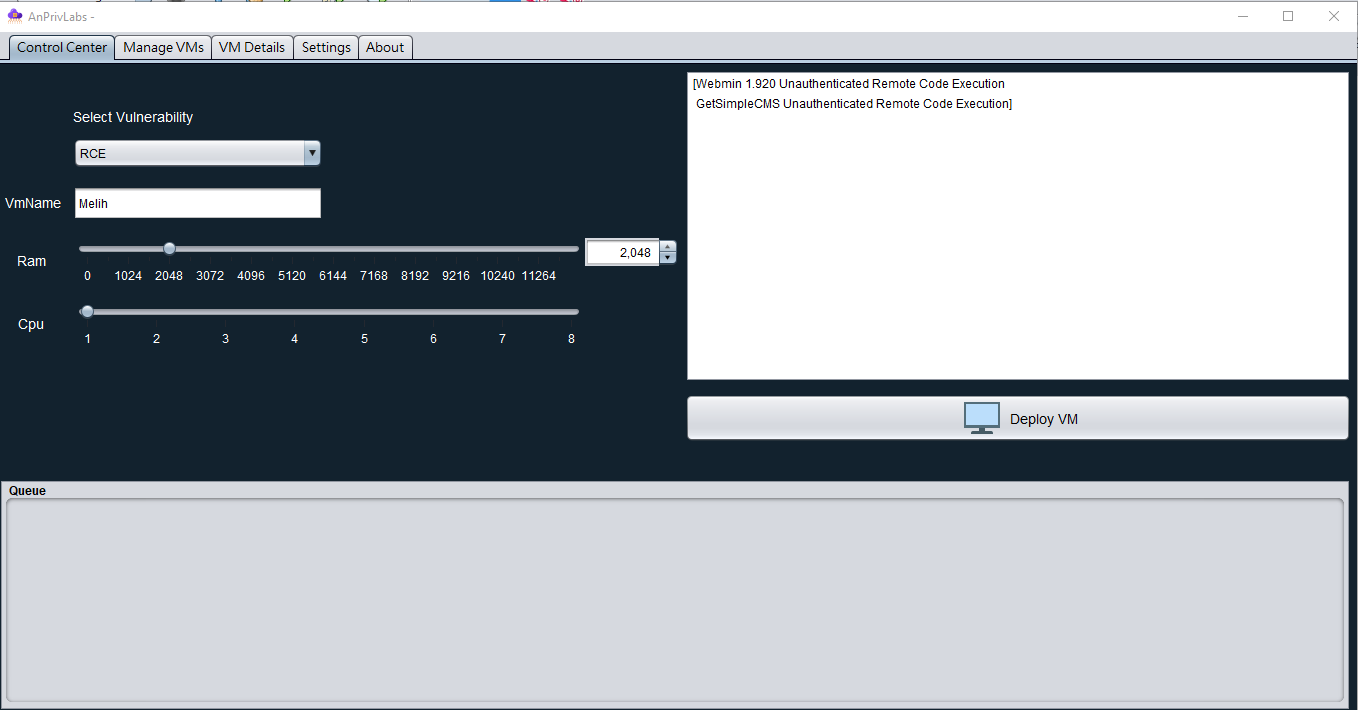 AnPrivLabs -
Control Center Manage VMs VM Details Settings About
Select Vulnerability
RCE
VmName Melih
Ram 2,048
0 1024 2048 3072 4096 5120 6144 7168 8192 9216 10240 11264
Cpu
1 2 3 4 5 6 7 8
[Webmin 1.920 Unauthenticated Remote Code Execution
GetSimpleCMS Unauthenticated Remote Code Execution]
Deploy VM
Queue